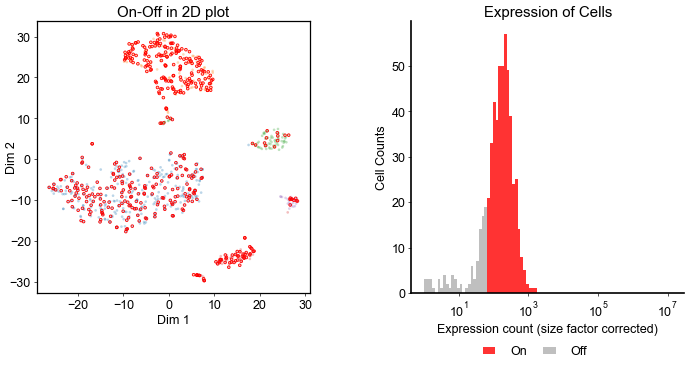 On-Off in 2D plot
Dim 2
30
20
10
0
−10
−20
−30
−20 −10 0 10 20 30
Dim 1
Expression of Cells
Cell Counts
50
40
30
20
10
0
10^1 10^3 10^5 10^7
Expression count (size factor corrected)
On Off